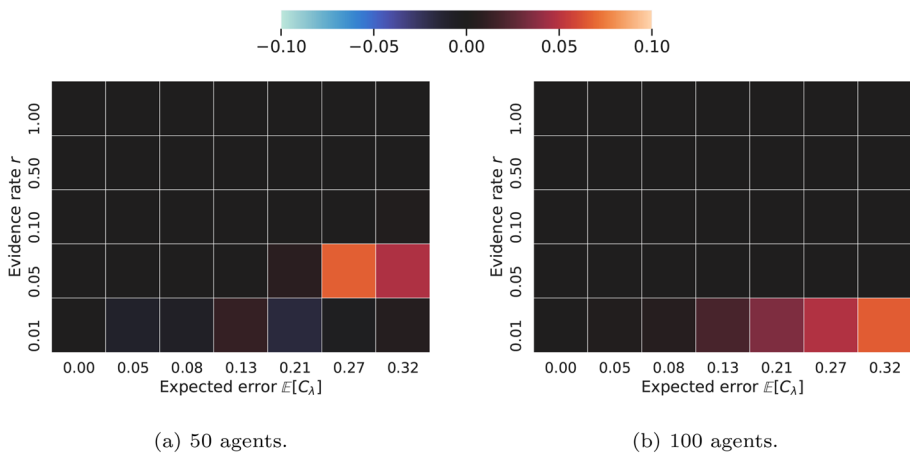 −0.10 −0.05 0.00 0.05 0.10
Evidence rate r
1.00
0.50
0.10
0.05
0.01
0.00 0.05 0.08 0.13 0.21 0.27 0.32
Expected error 𝔼[Cλ]
(a) 50 agents.
Evidence rate r
1.00
0.50
0.10
0.05
0.01
0.00 0.05 0.08 0.13 0.21 0.27 0.32
Expected error 𝔼[Cλ]
(b) 100 agents.